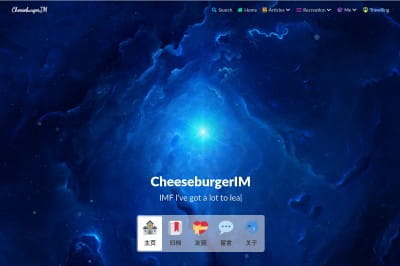 CheeseburgerIM
Search Home Articles Recreation Me Travelling
CheeseburgerIM
IMF I've got a lot to lea|
主页 归档 友链 留言 关于